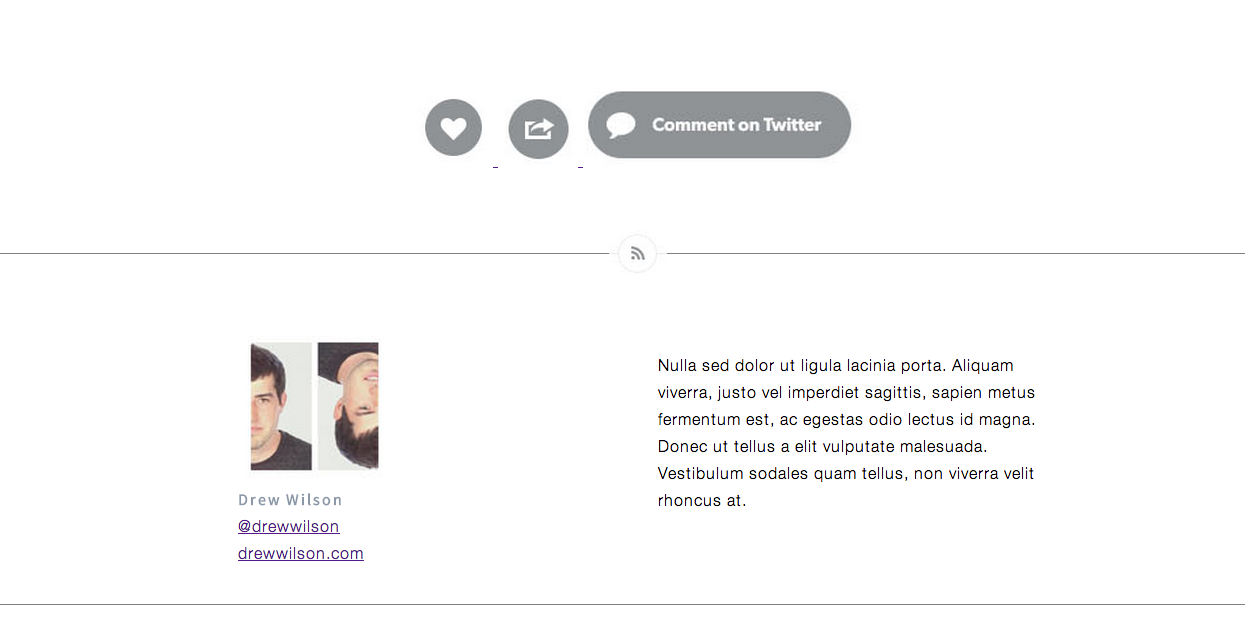 Comment on Twitter
Drew Wilson
@drewwilson
drewwilson.com
Nulla sed dolor ut ligula lacinia porta. Aliquam
viverra, justo vel imperdiet sagittis, sapien metus
fermentum est, ac egestas odio lectus id magna.
Donec ut tellus a elit vulputate malesuada.
Vestibulum sodales quam tellus, non viverra velit
rhoncus at.